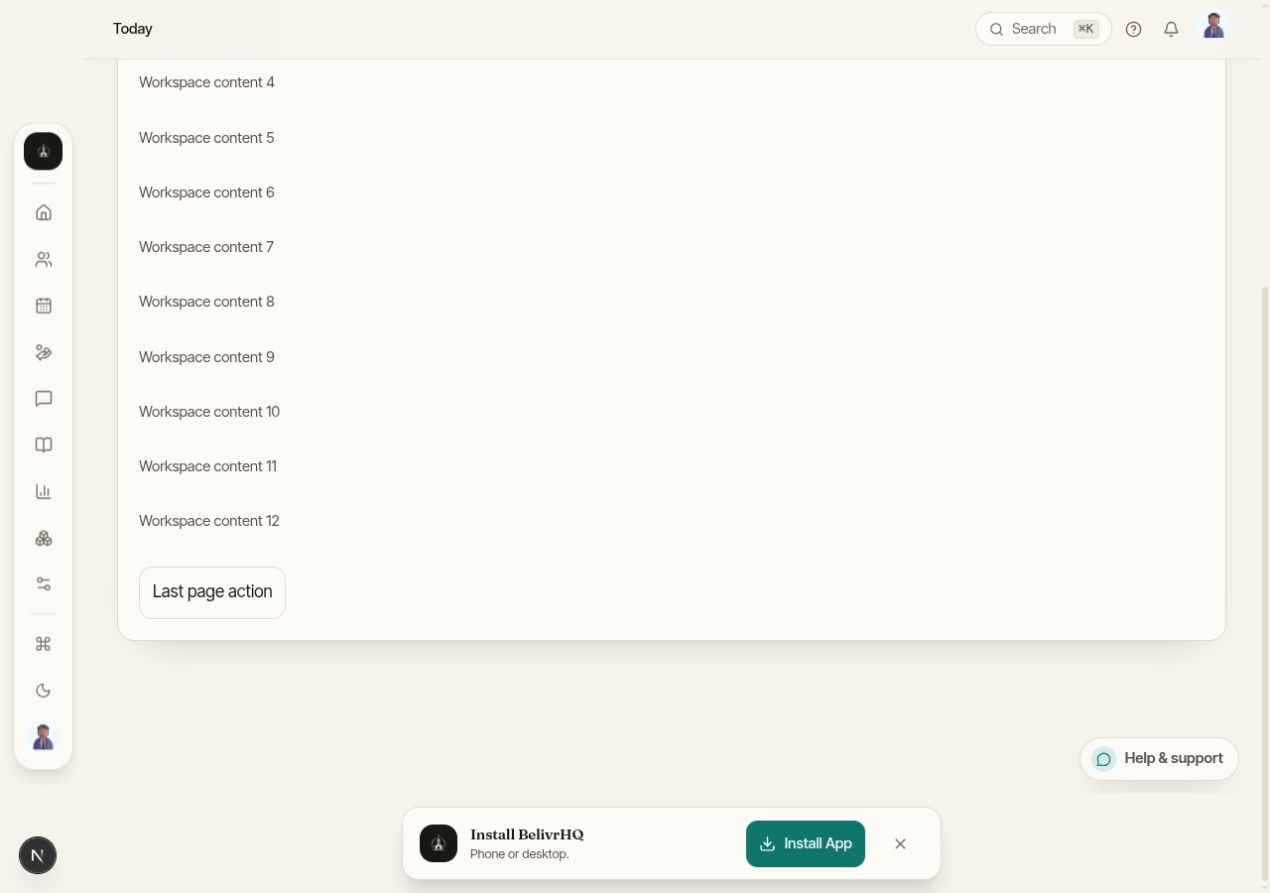 Today
Search ⌘K
Workspace content 4
Workspace content 5
Workspace content 6
Workspace content 7
Workspace content 8
Workspace content 9
Workspace content 10
Workspace content 11
Workspace content 12
Last page action
Help & support
Install BelivrHQ
Phone or desktop.
Install App
N